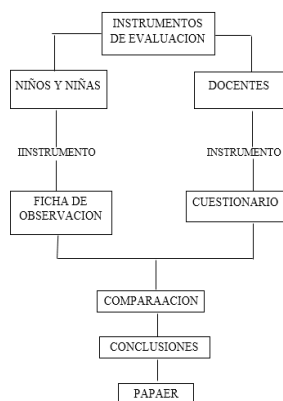 INSTRUMENTOS
DE EVALUACION
NIÑOS Y NIÑAS
DOCENTES
IINSTRUMENTO
INSTRUMENTO
FICHA DE
OBSERVACION
CUESTIONARIO
COMPARAACION
CONCLUSIONES
PAPAER